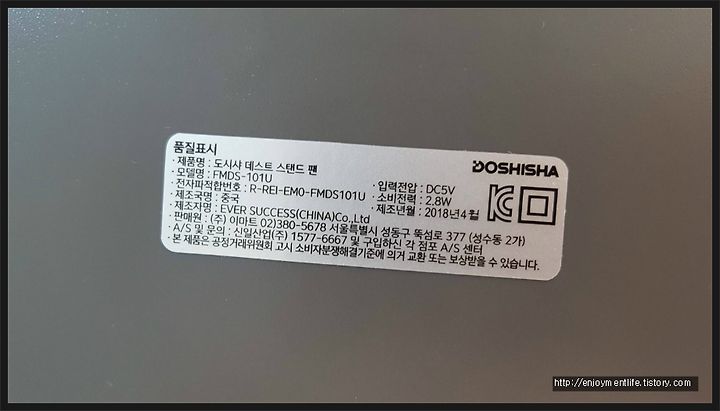 품질표시
DOSHISHA
· 제품명 : 도시샤 데스트 스탠드 팬
· 모델명 : FMDS-101U
· 입력전압 : DC5V
· 전자파적합번호 : R-REI-EM0-FMDS101U
· 소비전력 : 2.8W
· 제조국명 : 중국
· 제조년월 : 2018년4월
· 제조자명 : EVER SUCCESS(CHINA)Co.,Ltd
· 판매원 : (주) 이마트 02)380-5678 서울특별시 성동구 뚝섬로 377 (성수동 2가)
· A/S 및 문의 : 신일산업(주) 1577-6667 및 구입하신 각 점포 A/S 센터
· 본 제품은 공정거래위원회 고시 소비자분쟁해결기준에 의거 교환 또는 보상받을 수 있습니다.
http://enjoymentlife.tistory.com